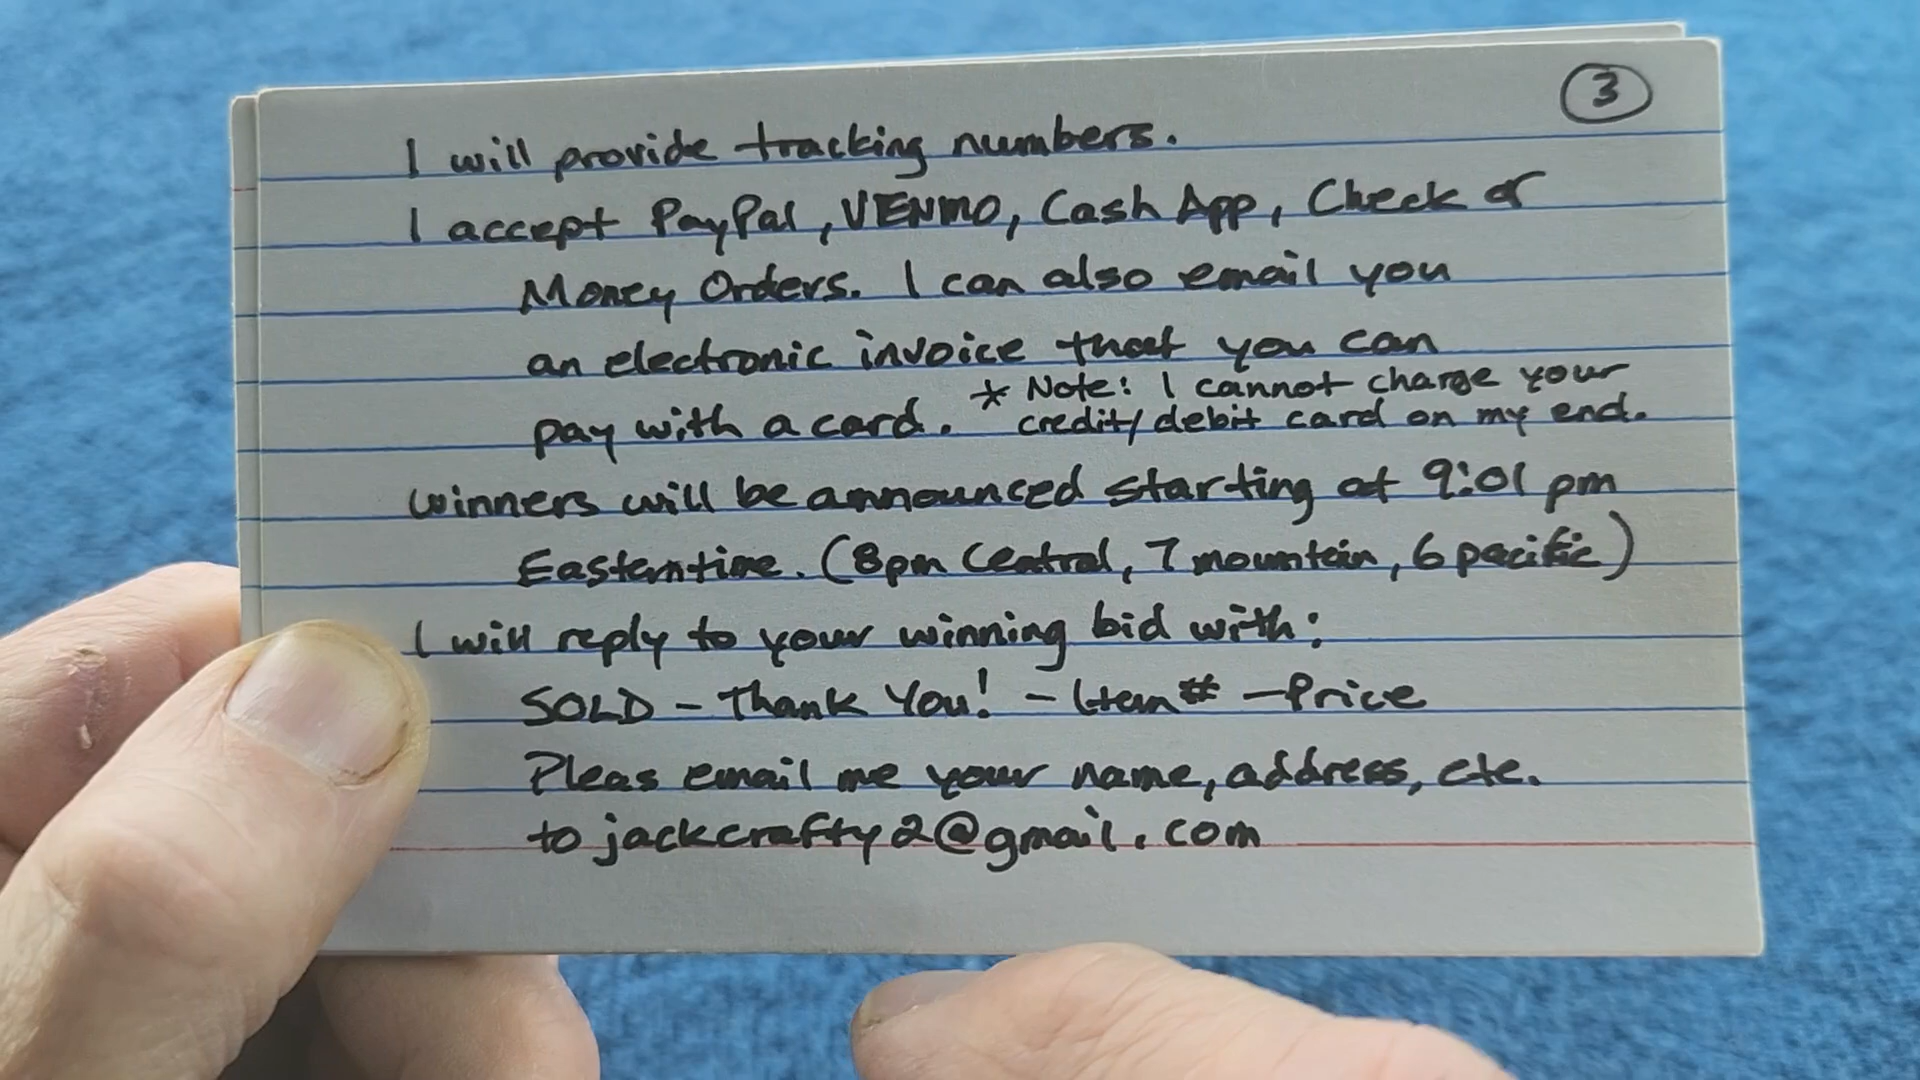 3
I will provide tracking numbers.
I accept PayPal, VENMO, Cash App, Check or
Money Orders. I can also email you
an electronic invoice that you can
pay with a card. * Note: I cannot charge your
credit/debit card on my end.
Winners will be announced starting at 9:01 pm
Eastern time. (8pm Central, 7 mountain, 6 pacific)
I will reply to your winning bid with:
SOLD - Thank You! - Item # - Price
Pleas email me your name, address, etc.
to jackcrafty2@gmail.com